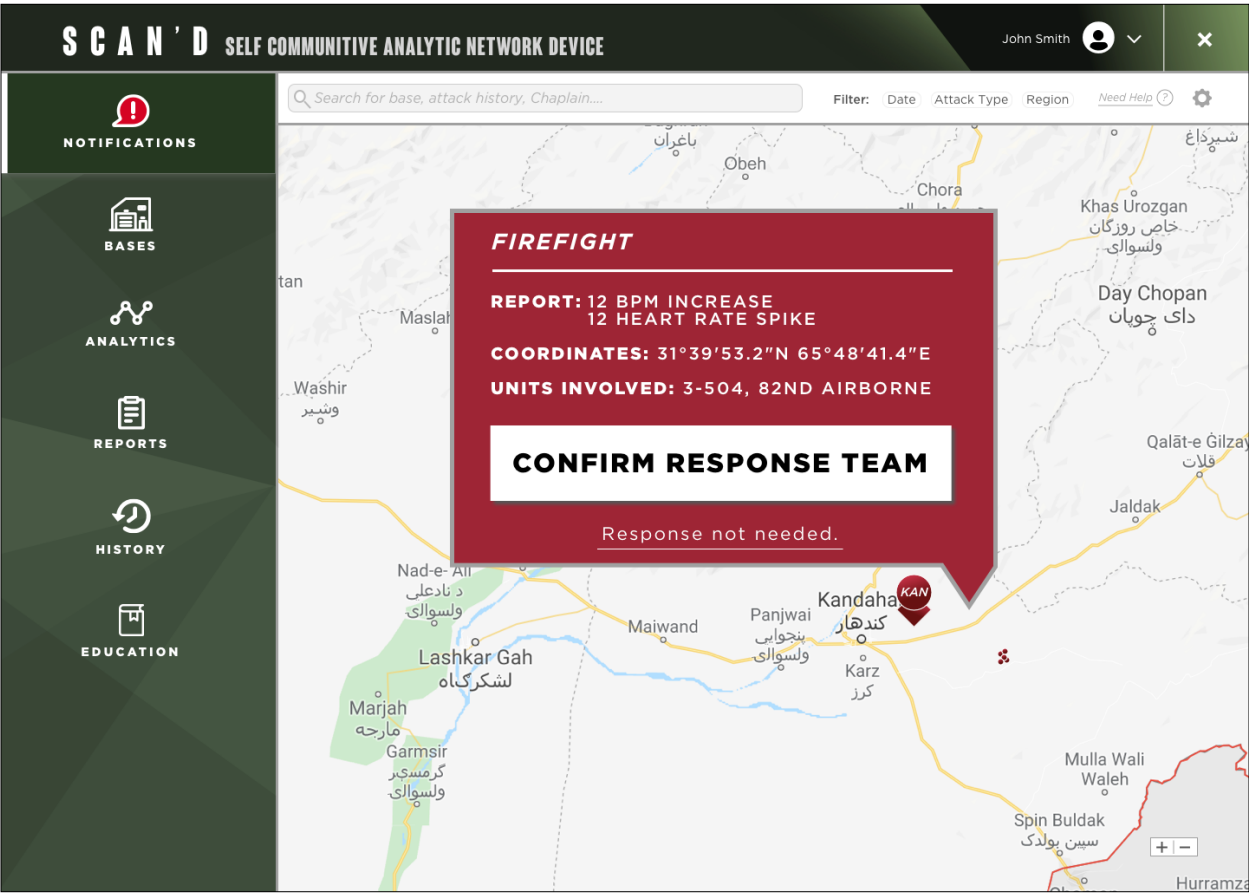 SCAN'D SELF COMMUNITIVE ANALYTIC NETWORK DEVICE
John Smith
NOTIFICATIONS
BASES
ANALYTICS
REPORTS
HISTORY
EDUCATION
Search for base, attack history, Chaplain....
Filter: Date Attack Type Region
Need Help ?
باغران
Obeh
Chora
شیرداغ
Khas Urozgan
خاص روزگان
ولسوالی
Day Chopan
دای چوپان
tan
Maslah
Washir
وشیر
FIREFIGHT
REPORT: 12 BPM INCREASE
12 HEART RATE SPIKE
COORDINATES: 31°39'53.2"N 65°48'41.4"E
UNITS INVOLVED: 3-504, 82ND AIRBORNE
CONFIRM RESPONSE TEAM
Response not needed.
Qalāt-e Ġilzay
قلات
Jaldak
Nad-e- Ali
د نادعلی
ولسوالی
Lashkar Gah
لشکرگاه
Marjah
مارجه
Garmsir
گرمسیر
ولسوالی
Maiwand
Panjwai
پنجوایی
ولسوالی
Kandaha
کندهار
KAN
Karz
کرز
Mulla Wali
Waleh
Spin Buldak
سپین بولدک
+ −
Hurramza